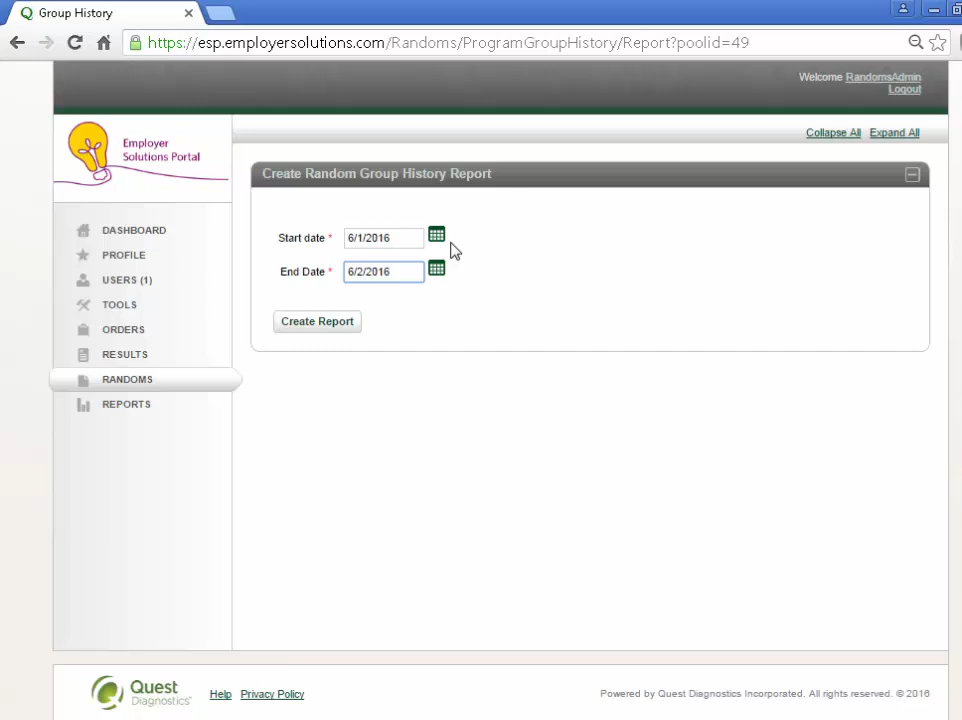 Group History
https://esp.employersolutions.com/Randoms/ProgramGroupHistory/Report?poolid=49
Welcome RandomsAdmin
Logout
Employer
Solutions Portal
Collapse All Expand All
Create Random Group History Report
Start date * 6/1/2016
End Date * 6/2/2016
Create Report
DASHBOARD
PROFILE
USERS (1)
TOOLS
ORDERS
RESULTS
RANDOMS
REPORTS
Quest
Diagnostics
Help Privacy Policy
Powered by Quest Diagnostics Incorporated. All rights reserved. © 2016